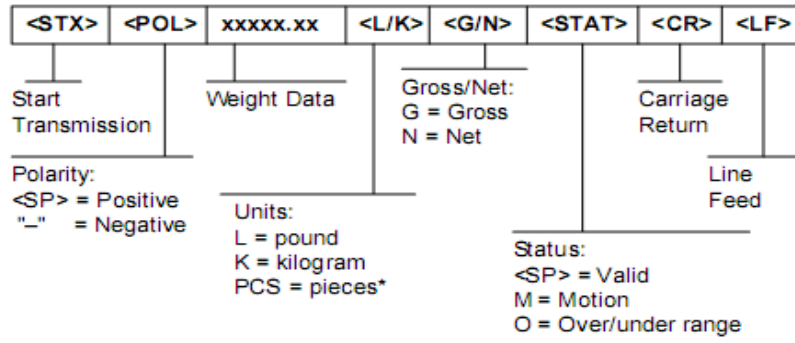 <STX> <POL> xxxxx.xx <L/K> <G/N> <STAT> <CR> <LF>
Start
Transmission
Weight Data
Gross/Net:
G = Gross
N = Net
Carriage
Return
Polarity:
<SP> = Positive
"–" = Negative
Line
Feed
Units:
L = pound
K = kilogram
PCS = pieces*
Status:
<SP> = Valid
M = Motion
O = Over/under range